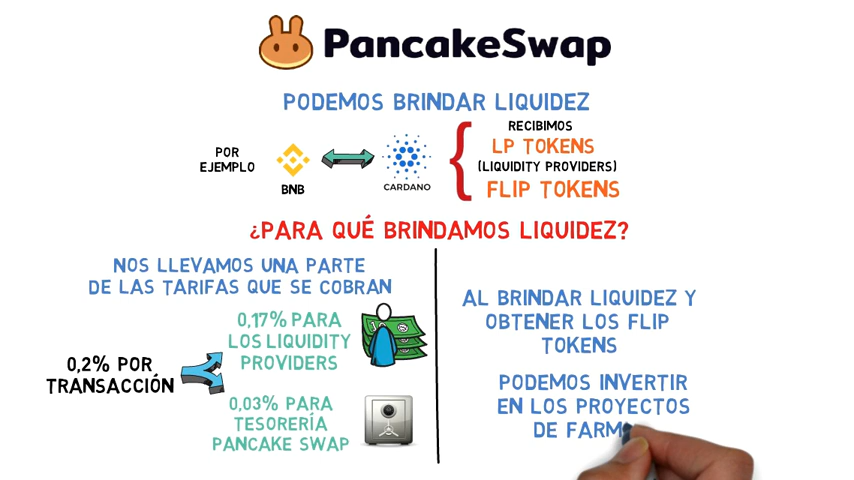 PancakeSwap
PODEMOS BRINDAR LIQUIDEZ
POR
EJEMPLO
BNB
CARDANO
RECIBIMOS
LP TOKENS
(LIQUIDITY PROVIDERS)
FLIP TOKENS
¿PARA QUÉ BRINDAMOS LIQUIDEZ?
NOS LLEVAMOS UNA PARTE
DE LAS TARIFAS QUE SE COBRAN
0,2% POR
TRANSACCIÓN
0,17% PARA
LOS LIQUIDITY
PROVIDERS
0,03% PARA
TESORERÍA
PANCAKE SWAP
AL BRINDAR LIQUIDEZ Y
OBTENER LOS FLIP
TOKENS
PODEMOS INVERTIR
EN LOS PROYECTOS
DE FARM